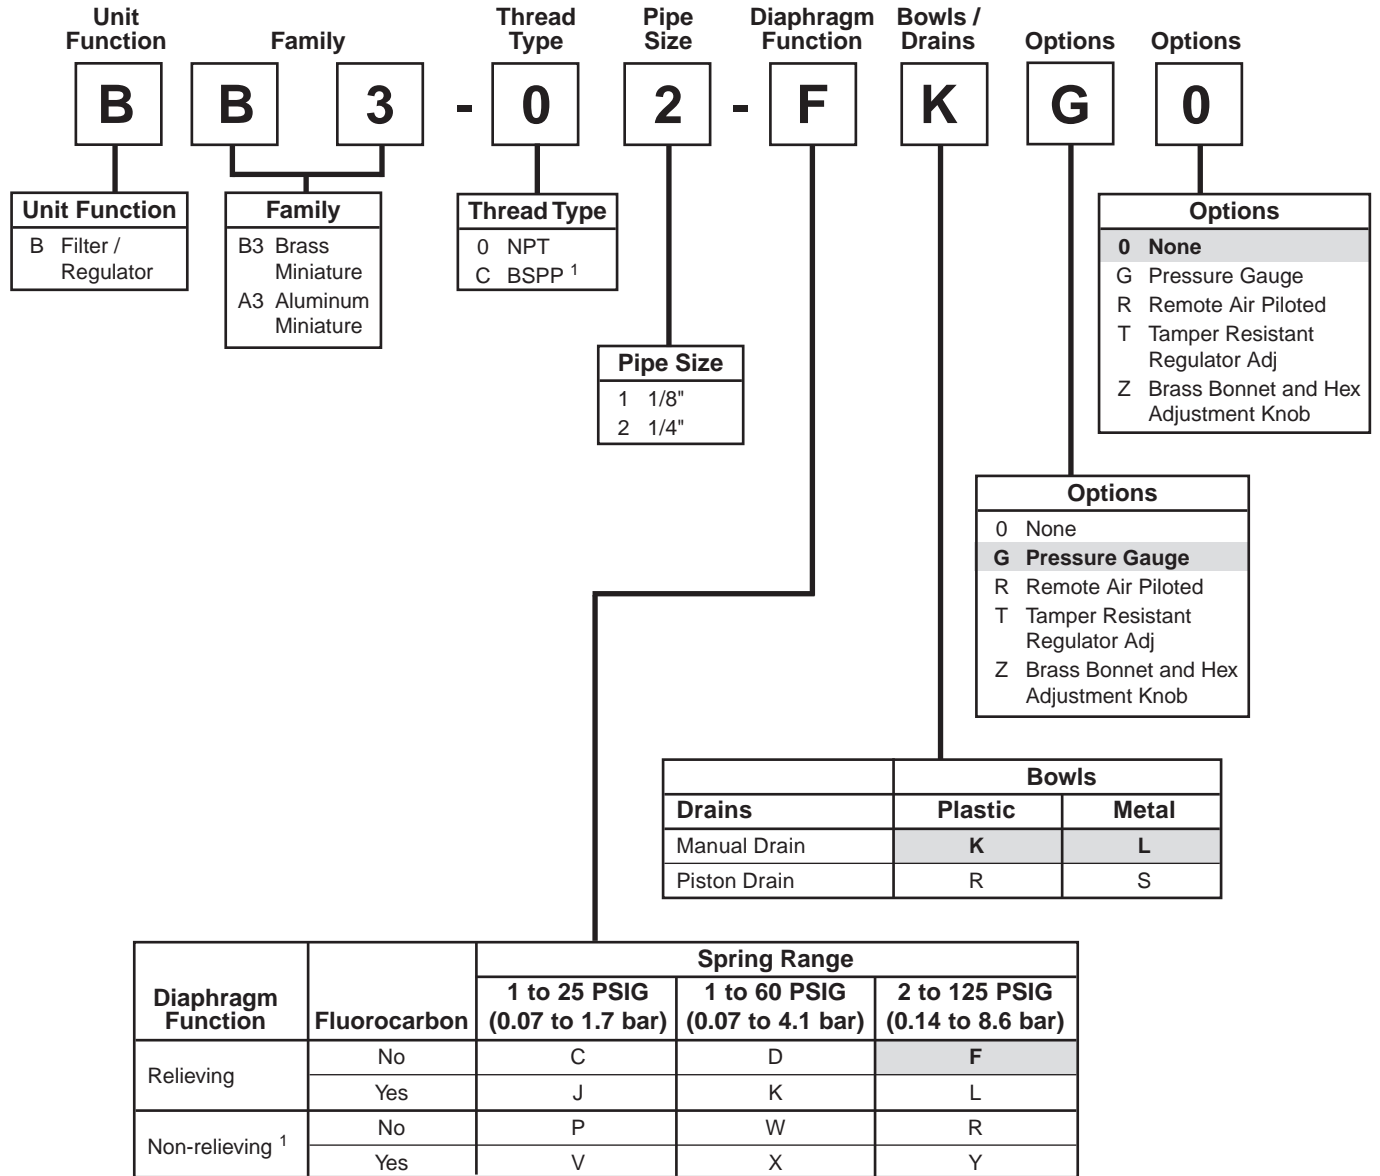 Unit Function
Family
Thread Type
Pipe Size
Diaphragm Function
Bowls / Drains
Options
Options
B B 3 - 0 2 - F K G 0
Unit Function
B Filter /
Regulator
Family
B3 Brass
Miniature
A3 Aluminum
Miniature
Thread Type
0 NPT
C BSPP 1
Pipe Size
1 1/8"
2 1/4"
Options
0 None
G Pressure Gauge
R Remote Air Piloted
T Tamper Resistant
Regulator Adj
Z Brass Bonnet and Hex
Adjustment Knob
Options
0 None
G Pressure Gauge
R Remote Air Piloted
T Tamper Resistant
Regulator Adj
Z Brass Bonnet and Hex
Adjustment Knob
Bowls
Drains Plastic Metal
Manual Drain K L
Piston Drain R S
Spring Range
Diaphragm Function
Fluorocarbon
1 to 25 PSIG (0.07 to 1.7 bar)
1 to 60 PSIG (0.07 to 4.1 bar)
2 to 125 PSIG (0.14 to 8.6 bar)
Relieving
No C D F
Yes J K L
Non-relieving 1
No P W R
Yes V X Y